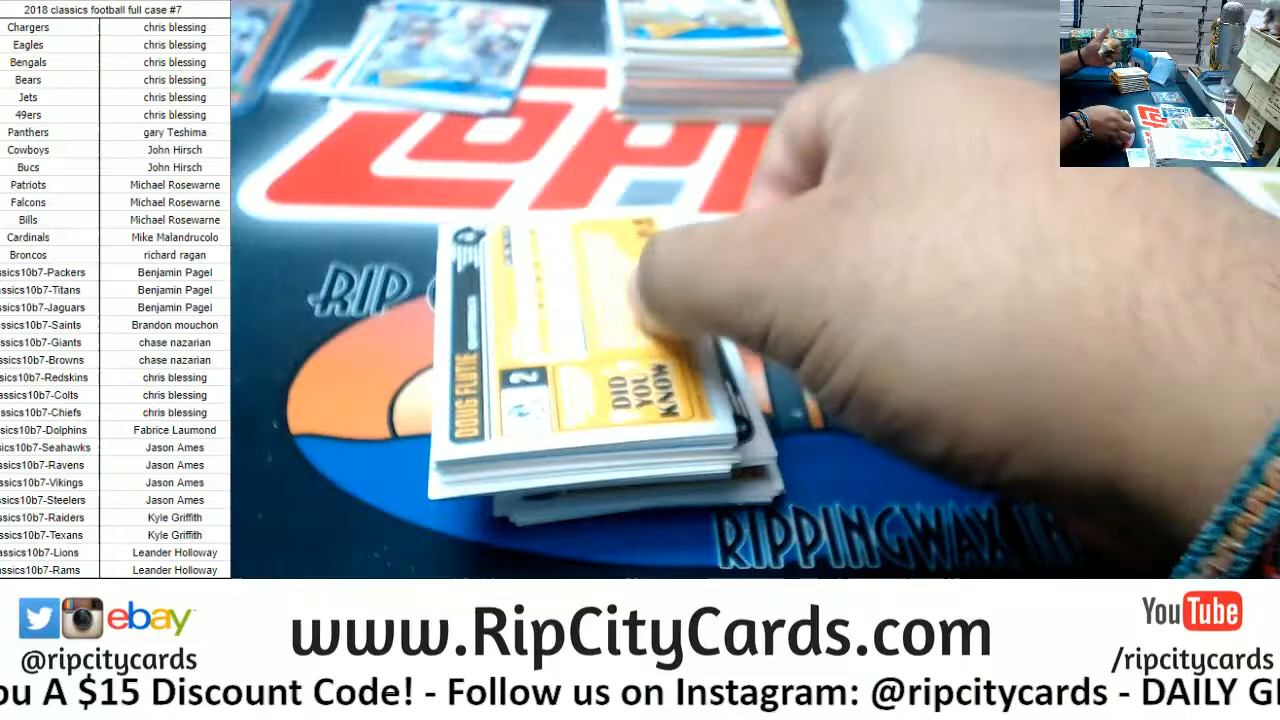 2018 classics football full case #7
Chargers chris blessing
Eagles chris blessing
Bengals chris blessing
Bears chris blessing
Jets chris blessing
49ers chris blessing
Panthers gary Teshima
Cowboys John Hirsch
Bucs John Hirsch
Patriots Michael Rosewarne
Falcons Michael Rosewarne
Bills Michael Rosewarne
Cardinals Mike Malandrucolo
Broncos richard ragan
ssics10b7-Packers Benjamin Pagel
ssics10b7-Titans Benjamin Pagel
ssics10b7-Jaguars Benjamin Pagel
ssics10b7-Saints Brandon mouchon
ssics10b7-Giants chase nazarian
ssics10b7-Browns chase nazarian
ssics10b7-Redskins chris blessing
assics10b7-Colts chris blessing
ssics10b7-Chiefs chris blessing
ssics10b7-Dolphins Fabrice Laumond
ssics10b7-Seahawks Jason Ames
ssics10b7-Ravens Jason Ames
ssics10b7-Vikings Jason Ames
ssics10b7-Steelers Jason Ames
ssics10b7-Raiders Kyle Griffith
ssics10b7-Texans Kyle Griffith
assics10b7-Lions Leander Holloway
ssics10b7-Rams Leander Holloway
RIP
DOUG FLUTIE
2
DID YOU KNOW
RIPPINGWAX
ebay
@ripcitycards
www.RipCityCards.com
YouTube
/ripcitycards
ou A $15 Discount Code! - Follow us on Instagram: @ripcitycards - DAILY GI